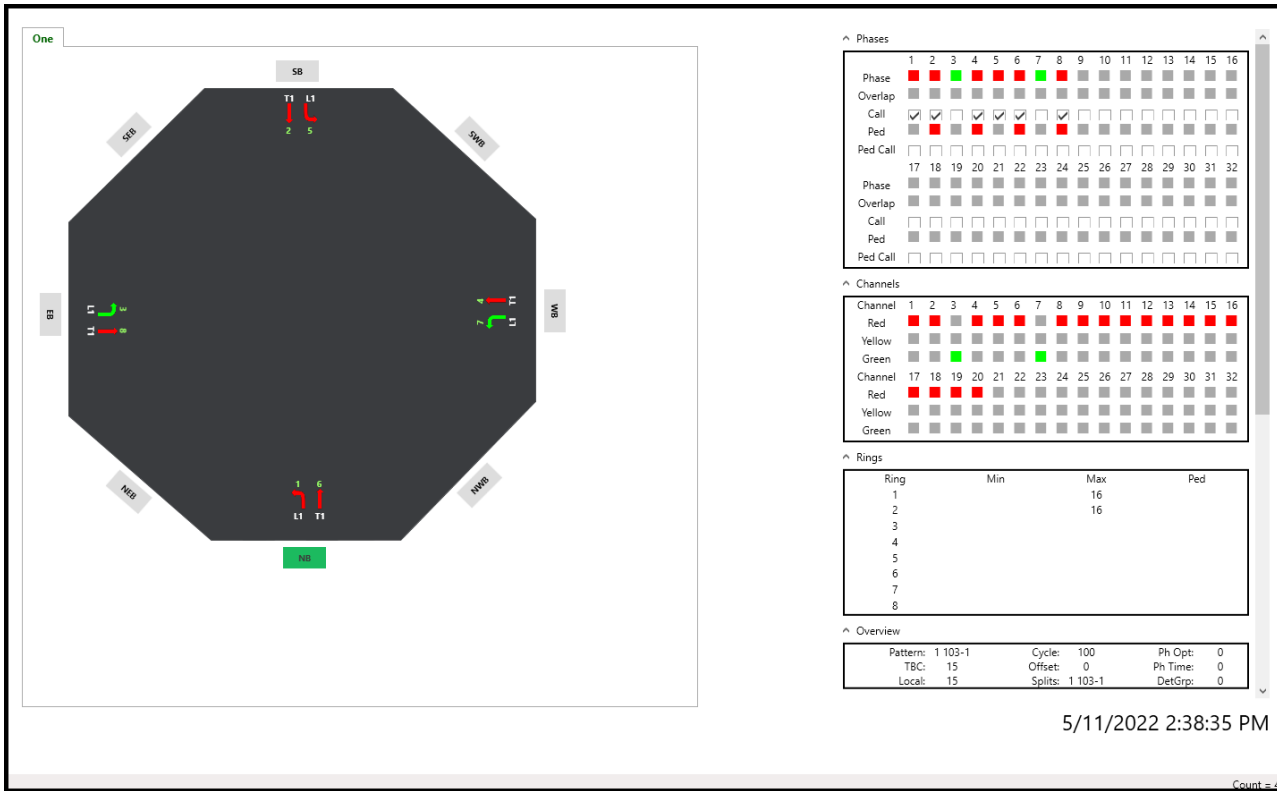 One
SB
T1 L1
2 5
SEB
SWB
EB
L1 3
T1 8
4 T1
7 L1
WB
1 6
L1 T1
NEB
NWB
NB
Phases
1 2 3 4 5 6 7 8 9 10 11 12 13 14 15 16
Phase
Overlap
Call
Ped
Ped Call
17 18 19 20 21 22 23 24 25 26 27 28 29 30 31 32
Phase
Overlap
Call
Ped
Ped Call
Channels
Channel 1 2 3 4 5 6 7 8 9 10 11 12 13 14 15 16
Red
Yellow
Green
Channel 17 18 19 20 21 22 23 24 25 26 27 28 29 30 31 32
Red
Yellow
Green
Rings
Ring Min Max Ped
1 16
2 16
3
4
5
6
7
8
Overview
Pattern: 1 103-1 Cycle: 100 Ph Opt: 0
TBC: 15 Offset: 0 Ph Time: 0
Local: 15 Splits: 1 103-1 DetGrp: 0
5/11/2022 2:38:35 PM
Count = 4